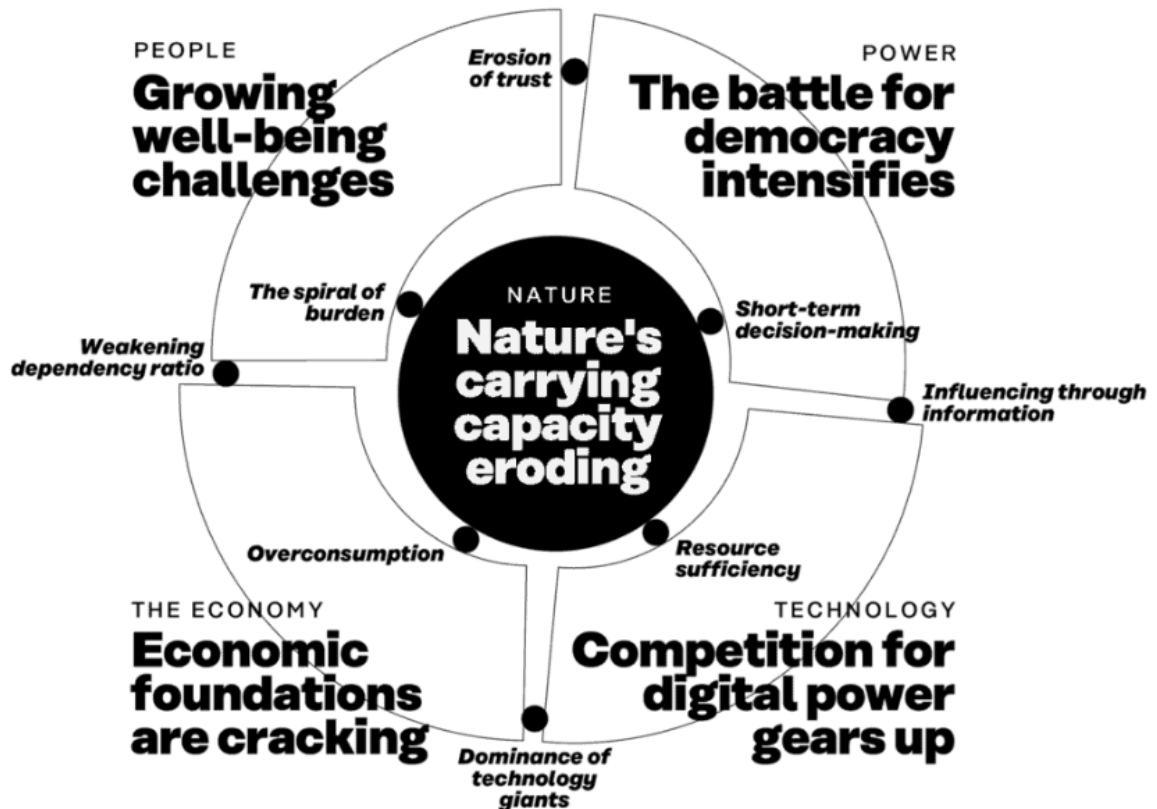 PEOPLE
Growing
well-being
challenges
Erosion
of trust
POWER
The battle for
democracy
intensifies
The spiral of
burden
Weakening
dependency ratio
NATURE
Nature's
carrying
capacity
eroding
Short-term
decision-making
Influencing through
information
Overconsumption
Resource
sufficiency
THE ECONOMY
Economic
foundations
are cracking
TECHNOLOGY
Competition for
digital power
gears up
Dominance of
technology
giants